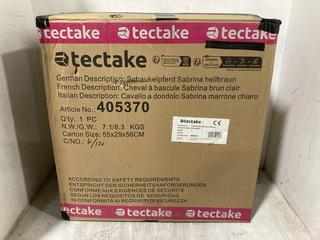 tectake tectake tectake
tectake
German Description: Schaukelpferd Sabrina hellbraun
French Description: Cheval à bascule Sabrina brun clair
Italian Description: Cavallo a dondolo Sabrina marrone chiaro
Article No.: 405370
Q'ty: 1 PC
N.W./G.W.: 7.1/8.3 KGS
Carton Size: 55x29x56CM
C/NO.:
tectake
ACCORDING TO SAFETY REQUIREMENTS
ENTSPRICHT DEN SICHERHEITSANFORDERUNGEN
SELON LES EXIGENCES DE SÉCURITÉ
SEGÚN LOS REQUISITOS DE SEGURIDAD
IN CONFORMITÀ AI REQUISITI DI SICUREZZA
tectake tectake